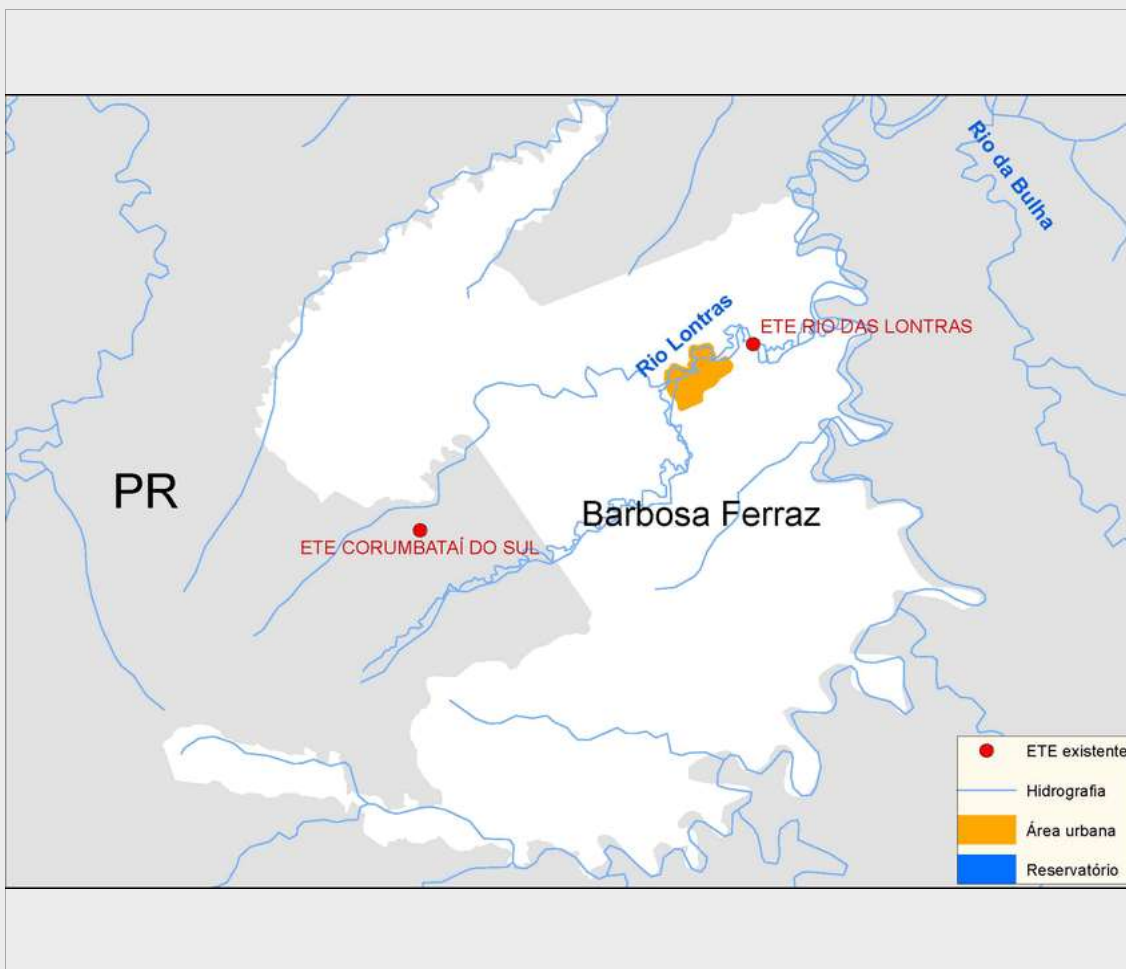 Rio da Bulha
Rio Lontras
ETE RIO DAS LONTRAS
PR
Barbosa Ferraz
ETE CORUMBATAÍ DO SUL
ETE existente
Hidrografia
Área urbana
Reservatório